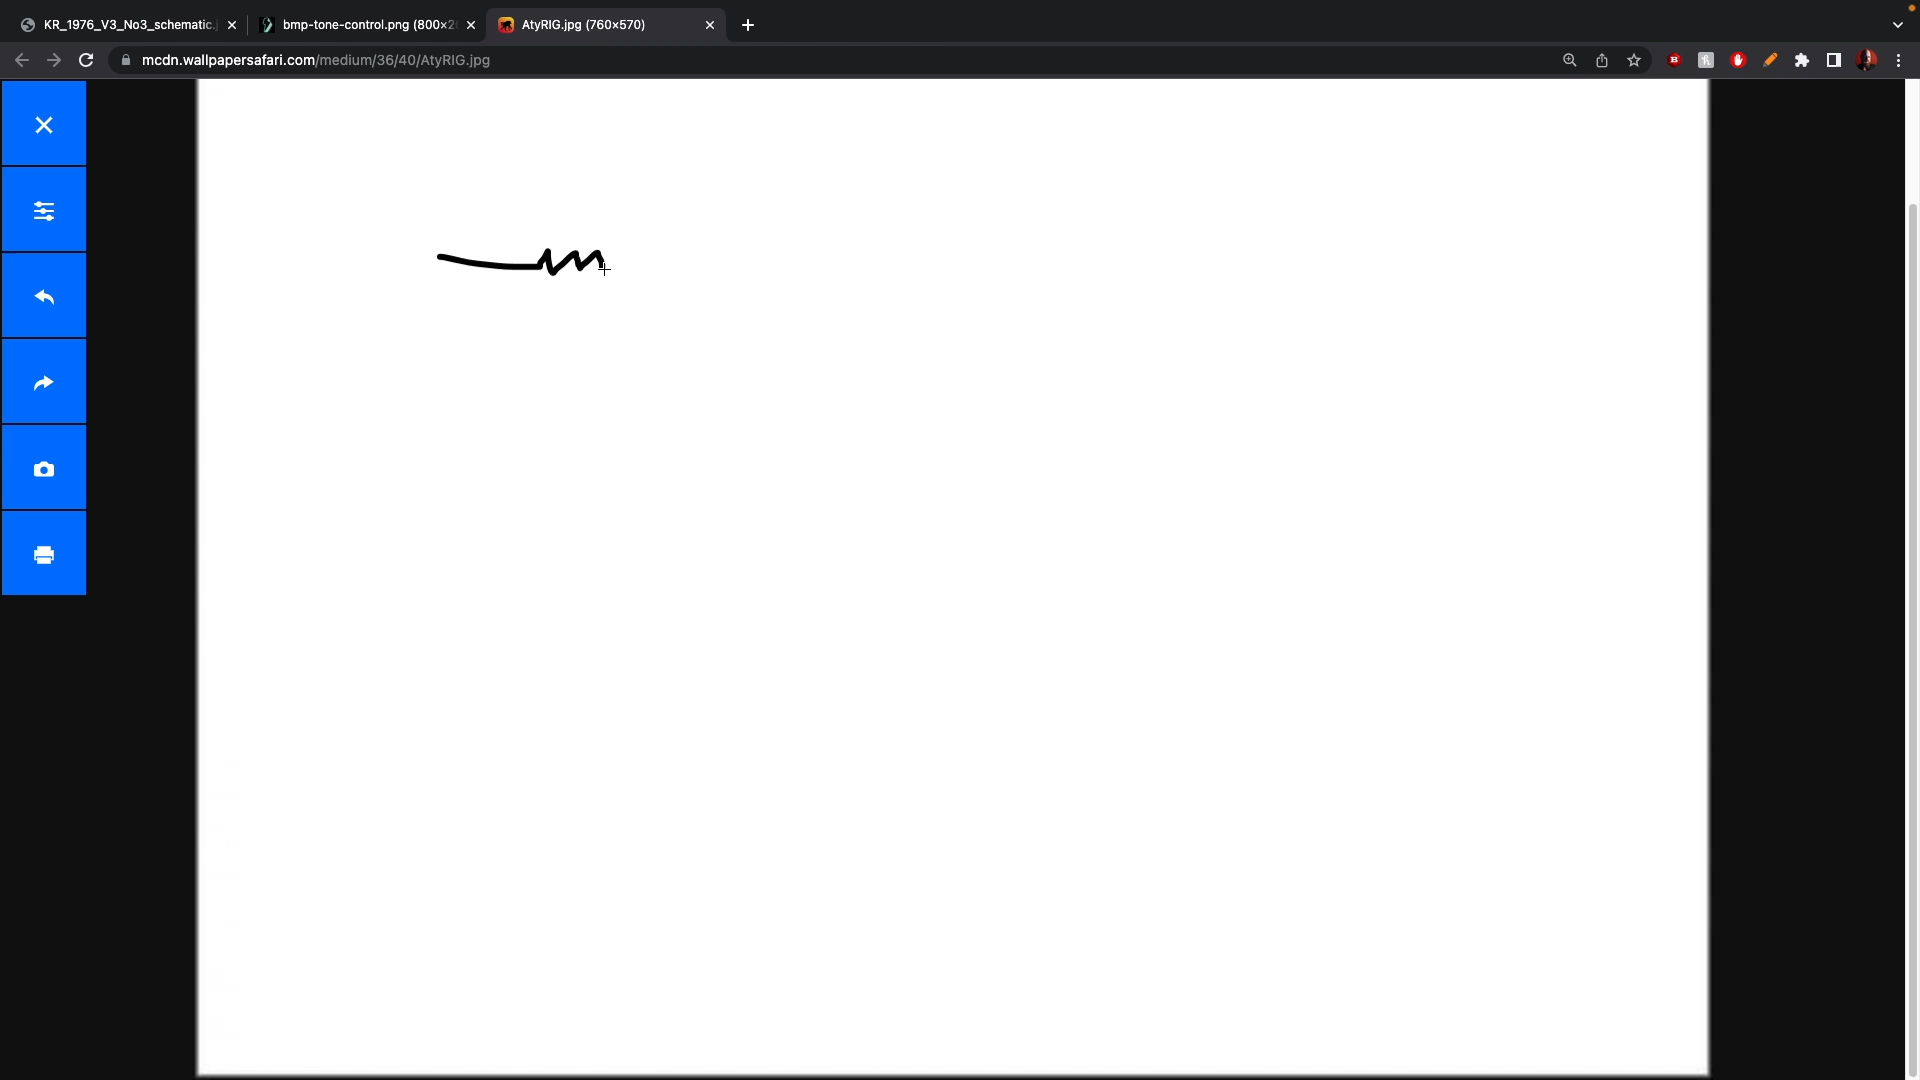 KR_1976_V3_No3_schematic.j
bmp-tone-control.png (800×2
AtyRIG.jpg (760×570)
mcdn.wallpapersafari.com/medium/36/40/AtyRIG.jpg